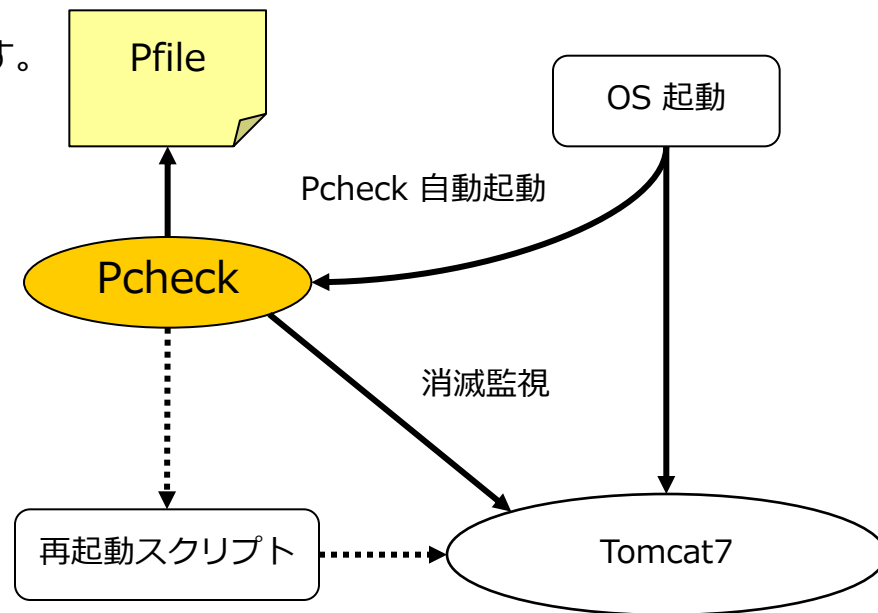 す。
Pfile
OS 起動
Pcheck 自動起動
Pcheck
消滅監視
再起動スクリプト
Tomcat7